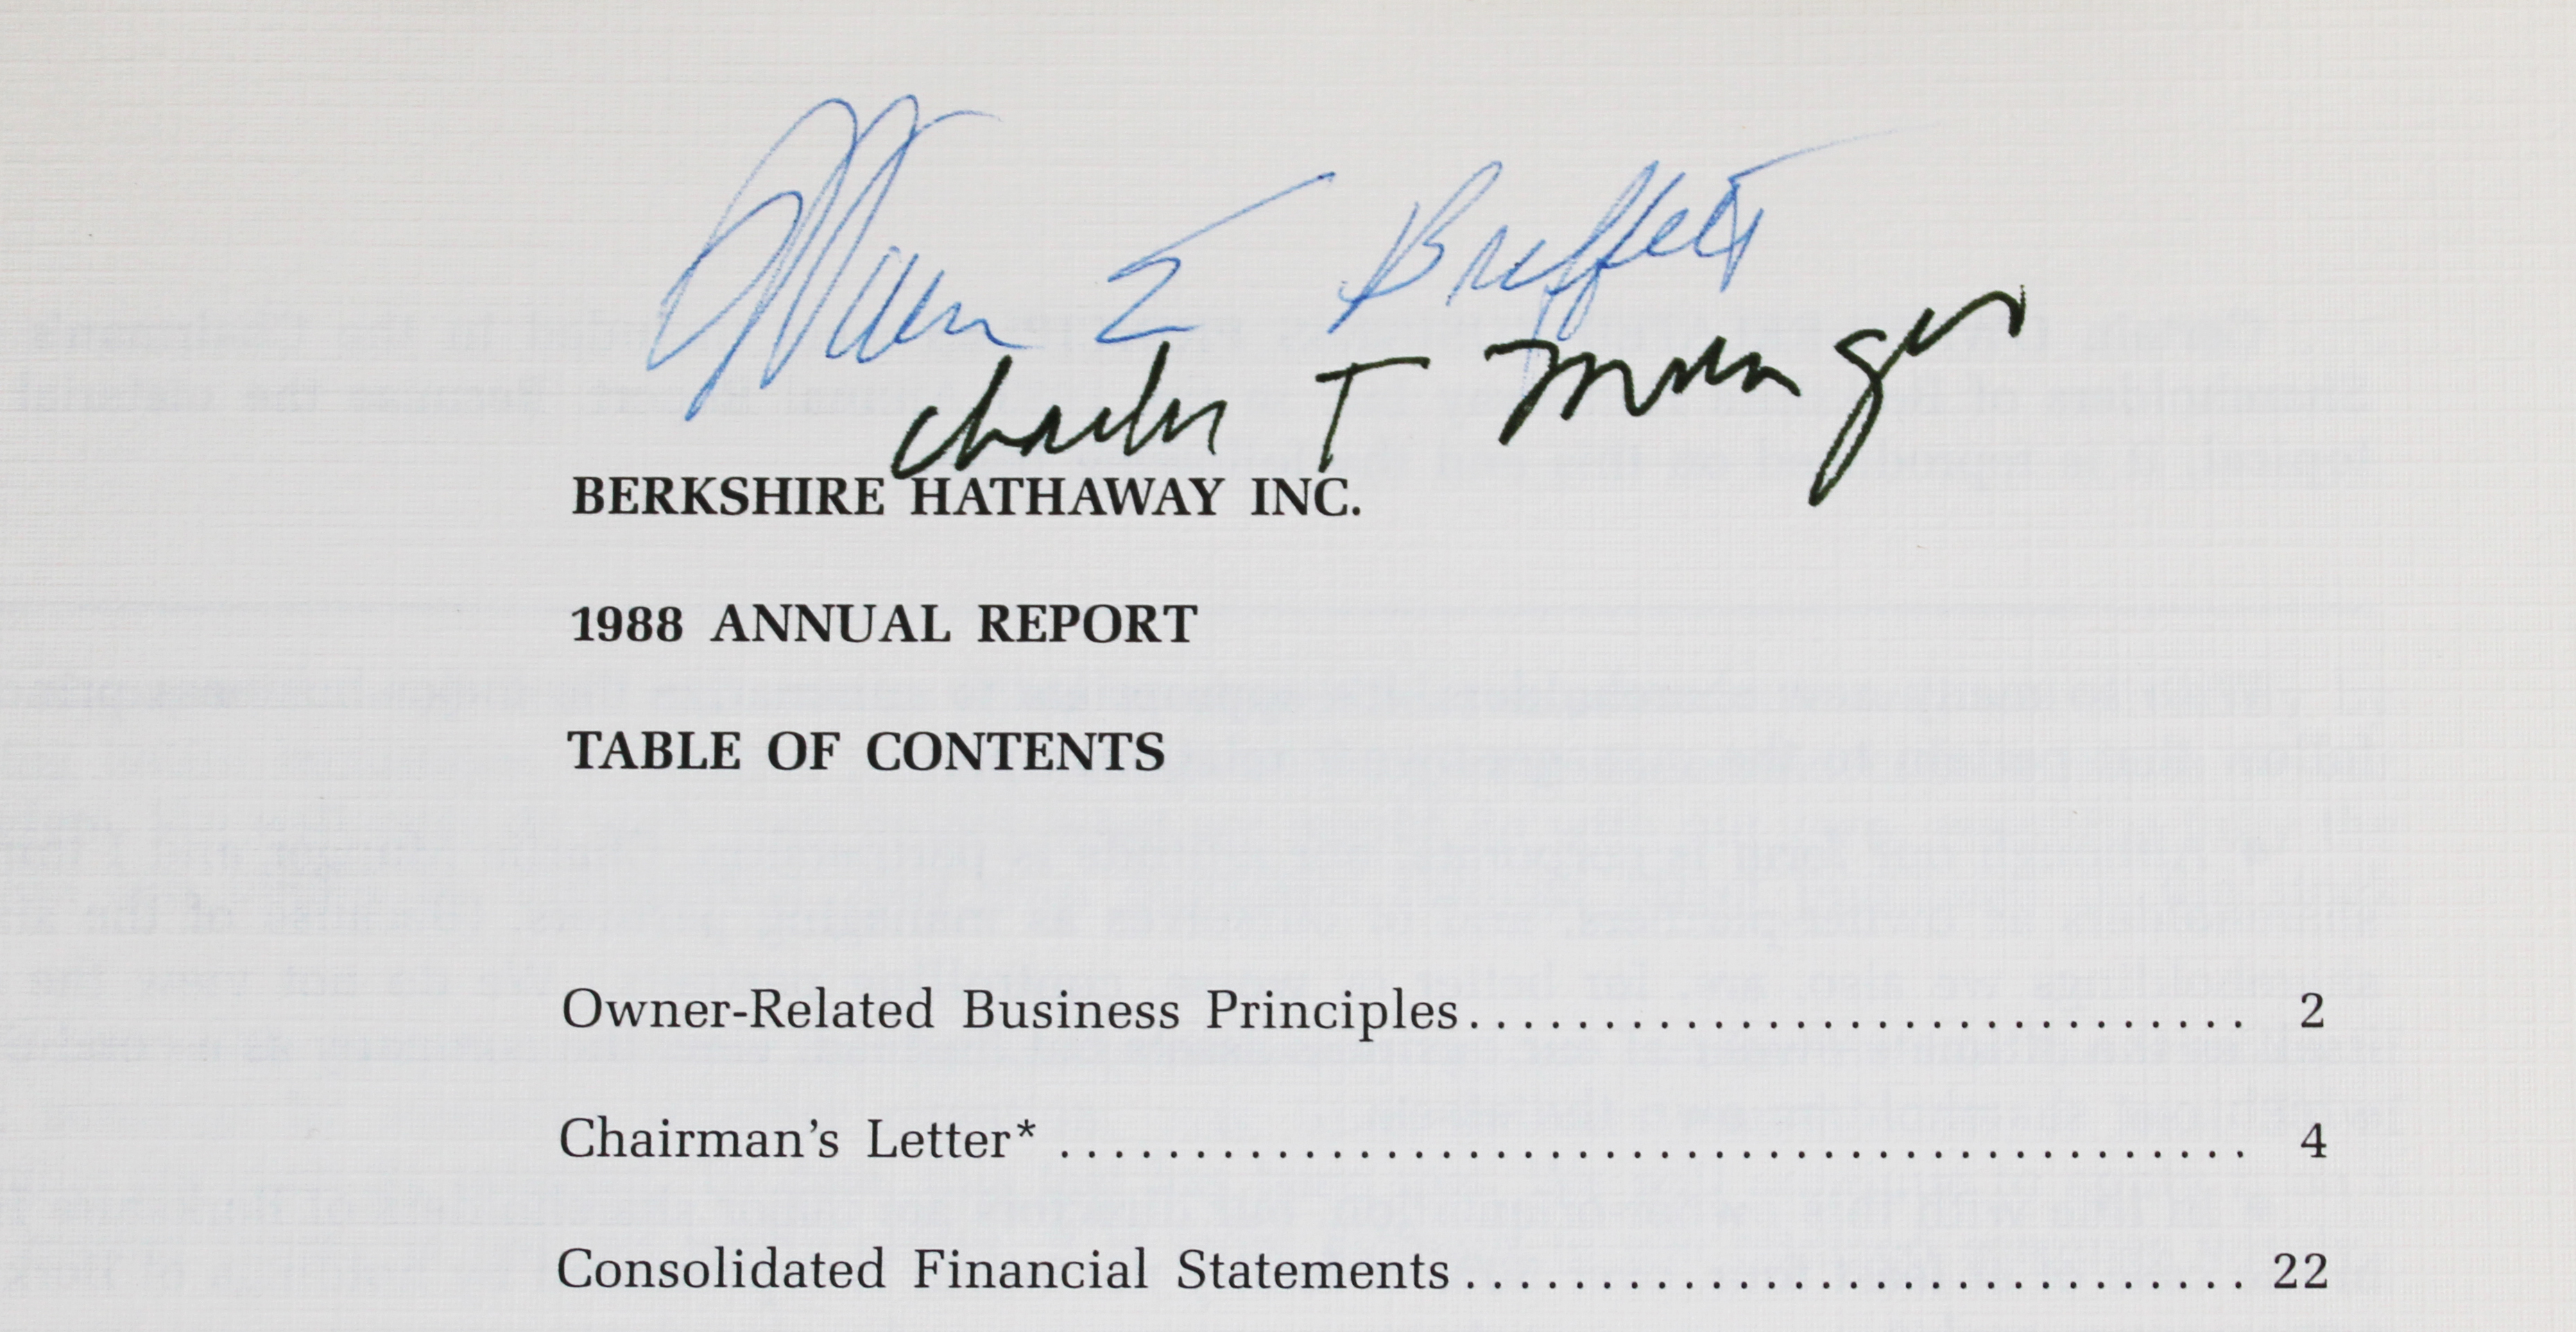 Warren E Buffett
Charles T Munger
BERKSHIRE HATHAWAY INC.
1988 ANNUAL REPORT
TABLE OF CONTENTS
Owner-Related Business Principles............................. 2
Chairman's Letter* ............................................ 4
Consolidated Financial Statements............................. 22